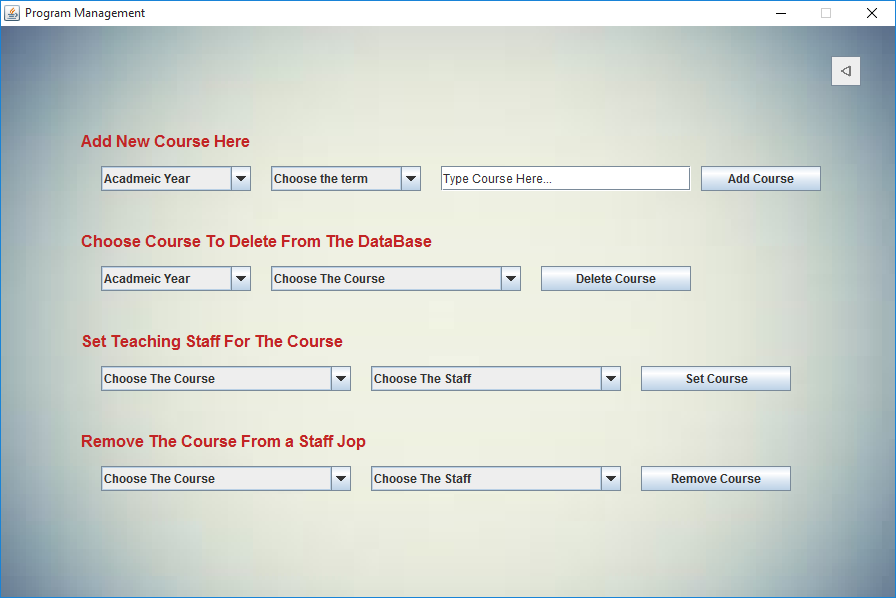 Program Management
Add New Course Here
Acadmeic Year Choose the term Type Course Here... Add Course
Choose Course To Delete From The DataBase
Acadmeic Year Choose The Course Delete Course
Set Teaching Staff For The Course
Choose The Course Choose The Staff Set Course
Remove The Course From a Staff Jop
Choose The Course Choose The Staff Remove Course